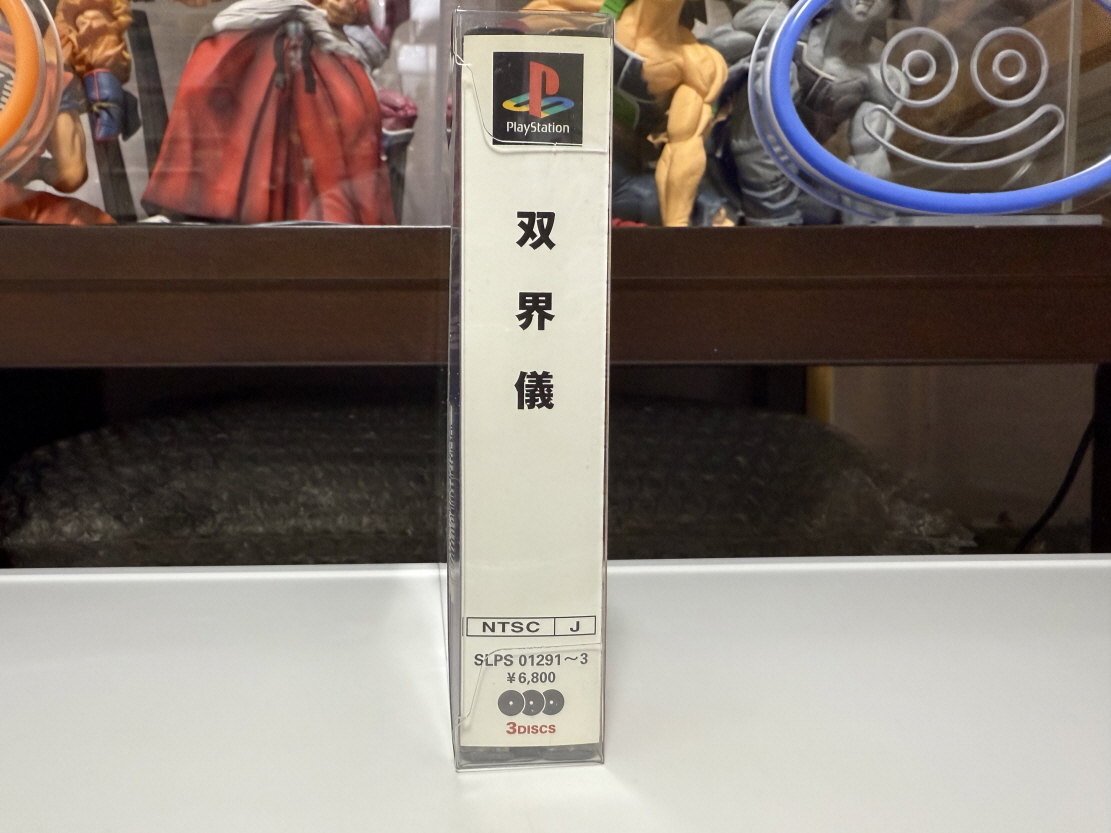 PlayStation
双界儀
NTSC J
SLPS 01291～3
¥6,800
3DISCS